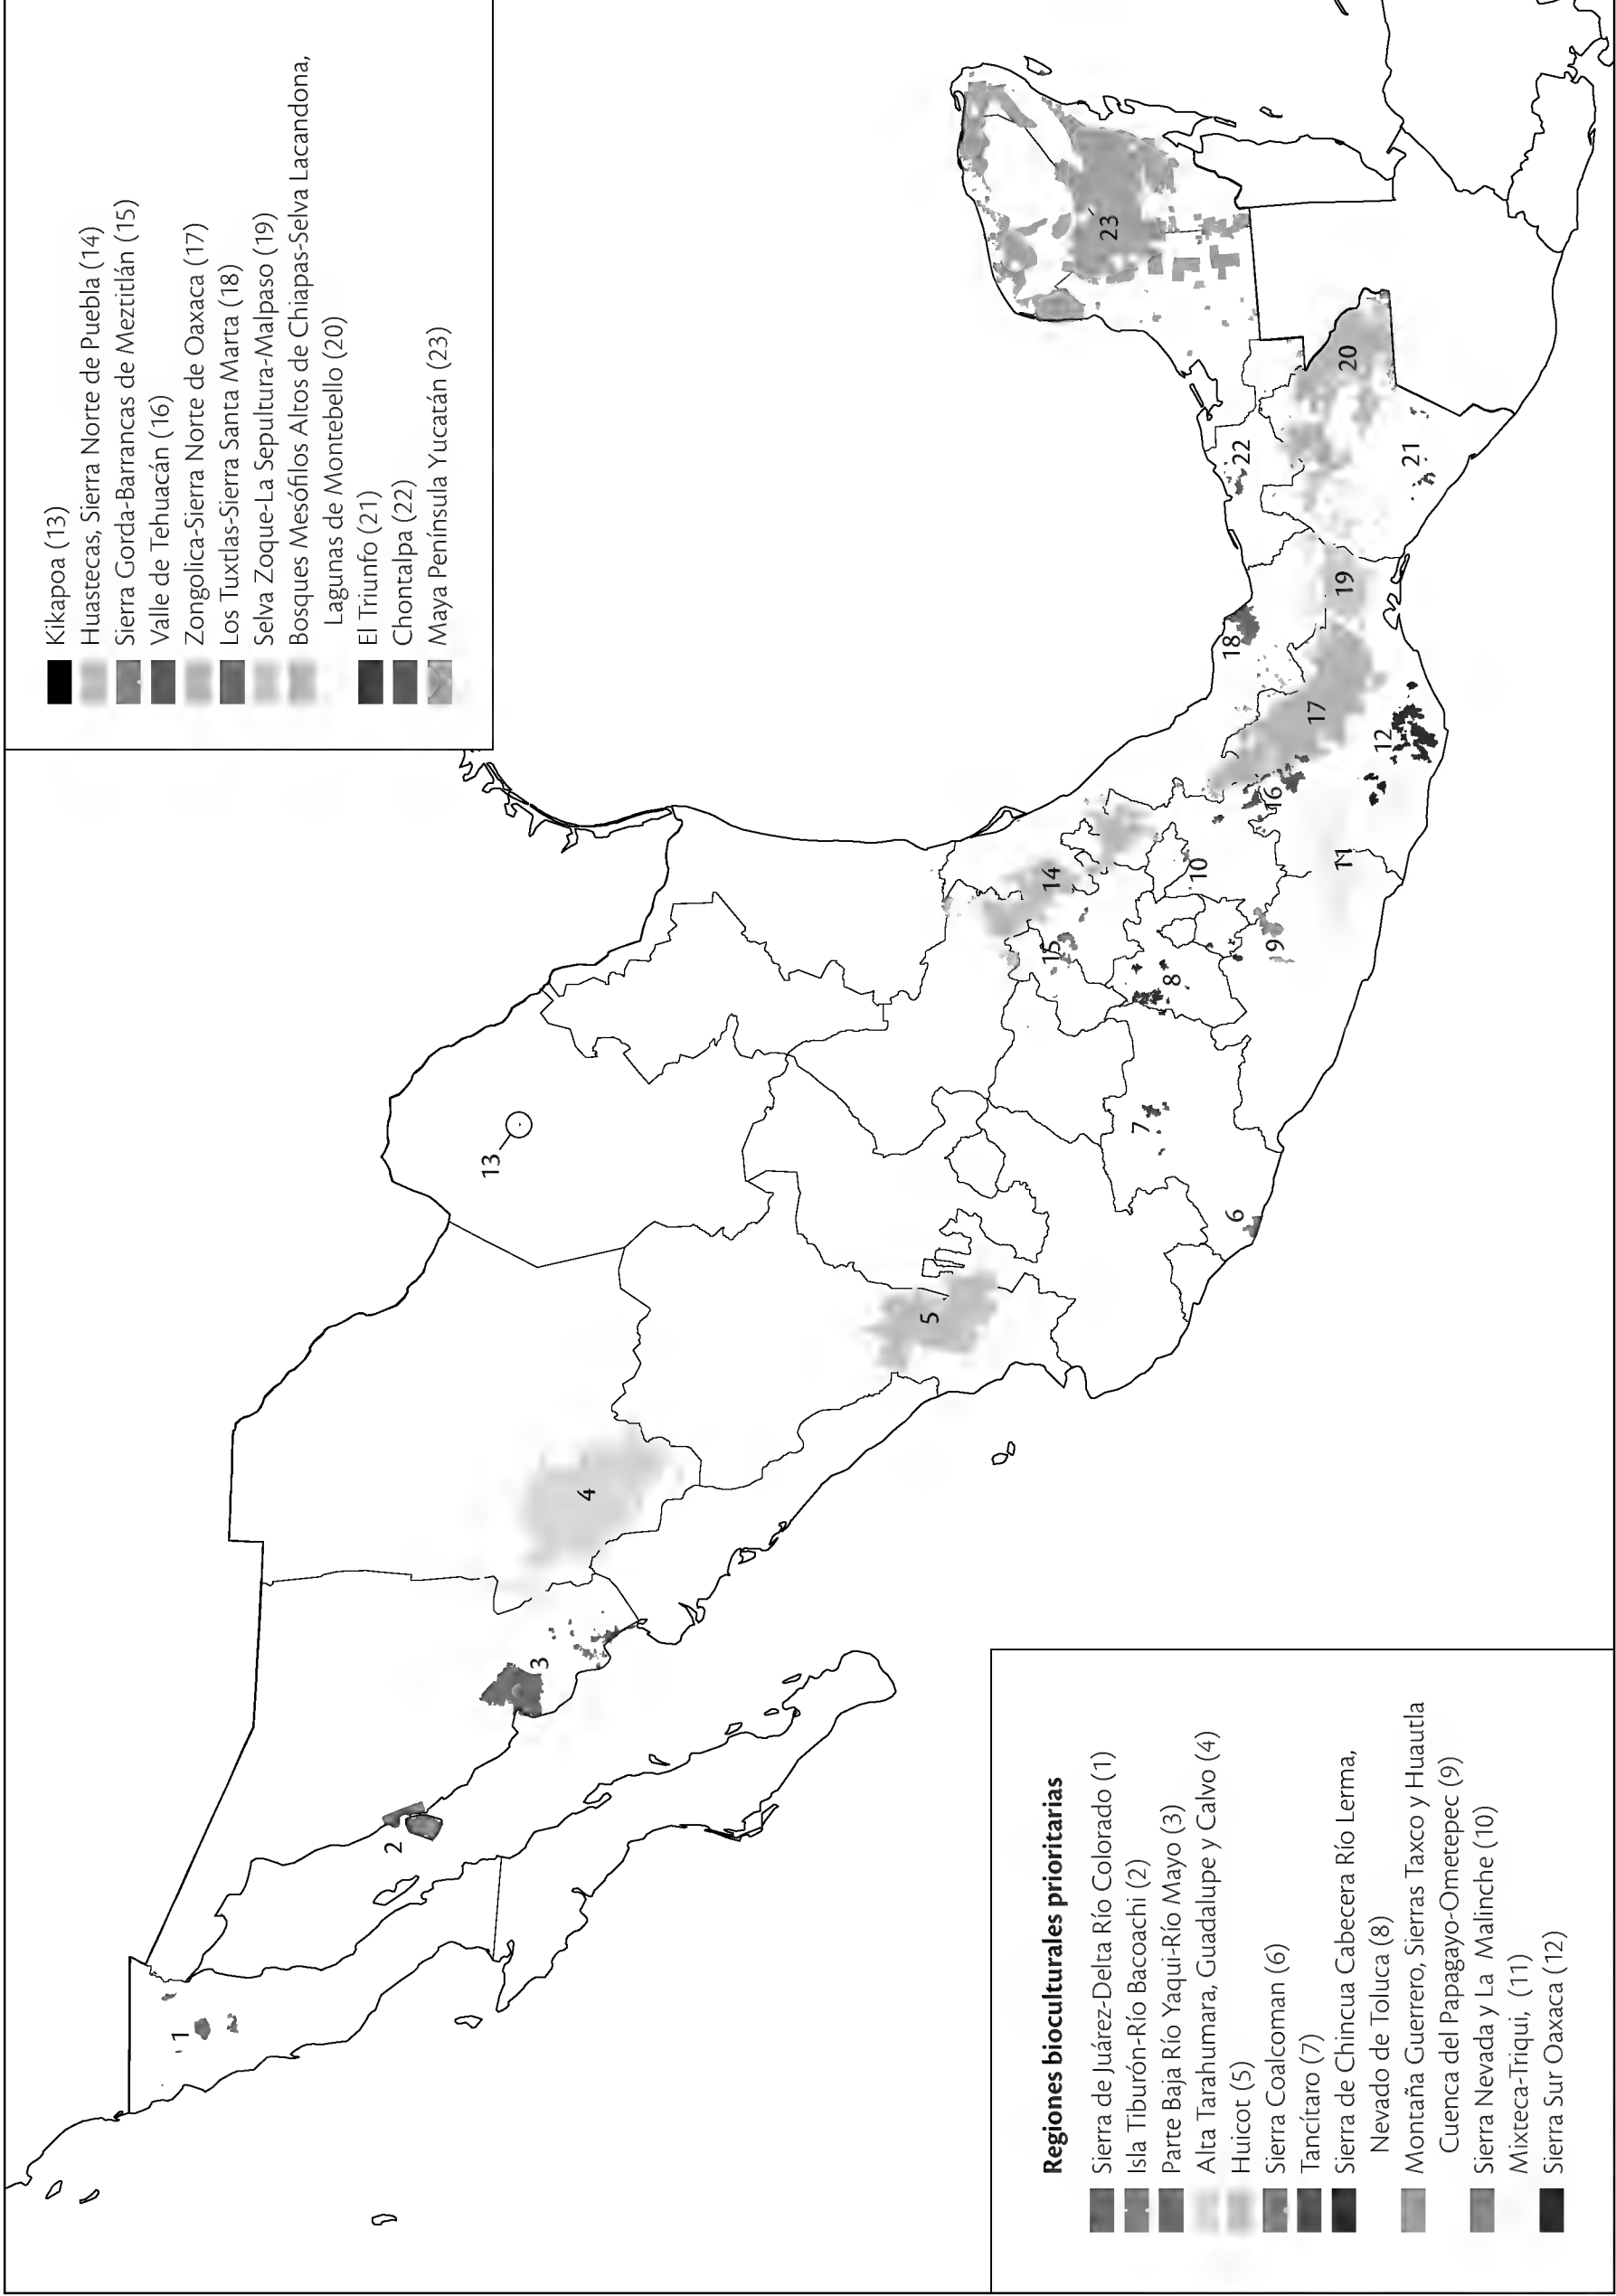 Regiones bioculturales prioritarias
Sierra de Juárez-Delta Río Colorado (1)
Isla Tiburón-Río Bacoachi (2)
Parte Baja Río Yaqui-Río Mayo (3)
Alta Tarahumara, Guadalupe y Calvo (4)
Huicot (5)
Sierra Coalcoman (6)
Tancítaro (7)
Sierra de Chincua Cabecera Río Lerma,
Nevado de Toluca (8)
Montaña Guerrero, Sierras Taxco y Huautla
Cuenca del Papagayo-Ometepec (9)
Sierra Nevada y La Malinche (10)
Mixteca-Triqui, (11)
Sierra Sur Oaxaca (12)
Kikapoa (13)
Huastecas, Sierra Norte de Puebla (14)
Sierra Gorda-Barrancas de Meztitlán (15)
Valle de Tehuacán (16)
Zongolica-Sierra Norte de Oaxaca (17)
Los Tuxtlas-Sierra Santa Marta (18)
Selva Zoque-La Sepultura-Malpaso (19)
Bosques Mesófilos Altos de Chiapas-Selva Lacandona,
Lagunas de Montebello (20)
El Triunfo (21)
Chontalpa (22)
Maya Península Yucatán (23)
1
2
3
4
5
6
7
8
9
10
11
12
13
14
15
16
17
18
19
20
21
22
23